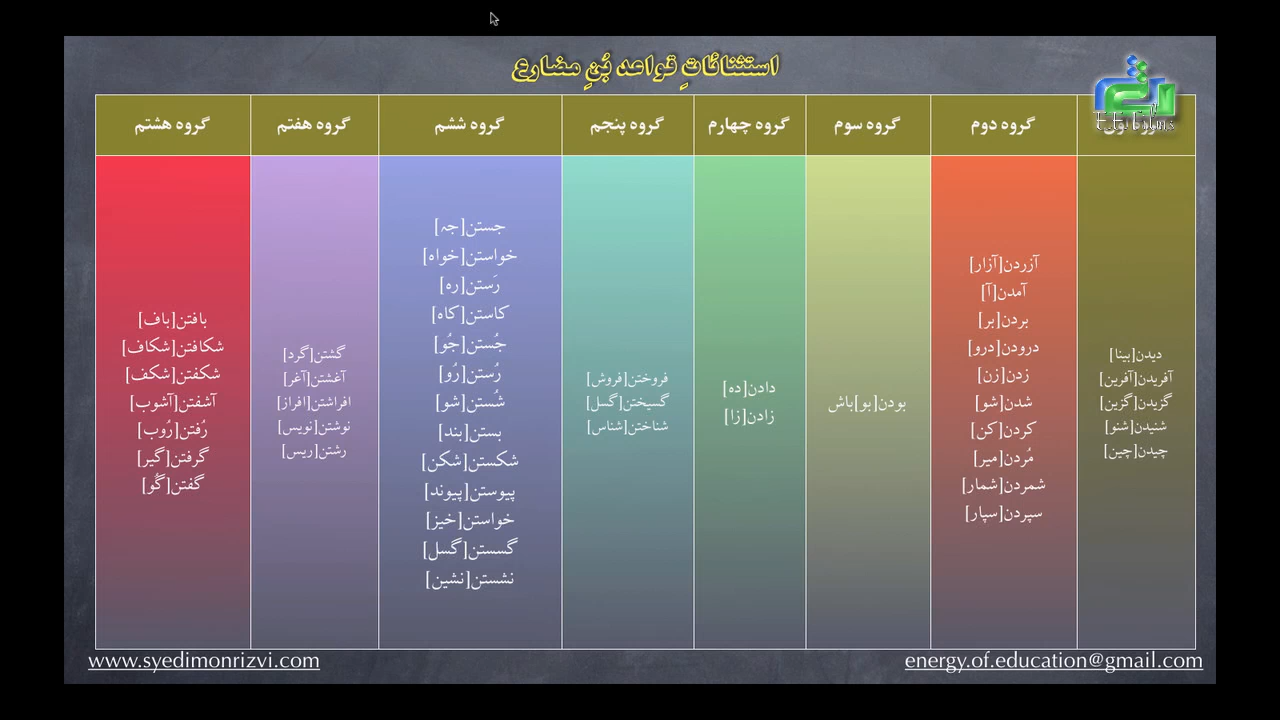 استثنائاتِ قواعد بُنِ مضارع
گروه دوم
گروه سوم
گروه چهارم
گروه پنجم
گروه ششم
گروه هفتم
گروه هشتم
دیدن[بینا]
آفریدن[آفرین]
گزیدن[گزین]
شنیدن[شنو]
چیدن[چین]
آزردن[آزار]
آمدن[آ]
بردن[بر]
درودن[درو]
زدن[زن]
شدن[شو]
کردن[کن]
مُردن[میر]
شمردن[شمار]
سپردن[سپار]
بودن[بو]باش
دادن[ده]
زادن[زا]
فروختن[فروش]
گسیختن[گسل]
شناختن[شناس]
جستن[جہ]
خواستن[خواه]
رَستن[ره]
کاستن[کاه]
جُستن[جُو]
رُستن[رُو]
شُستن[شو]
بستن[بند]
شکستن[شکن]
پیوستن[پیوند]
خواستن[خیز]
گسستن[گسل]
نشستن[نشین]
گشتن[گرد]
آغشتن[آغر]
افراشتن[افراز]
نوشتن[نویس]
رشتن[ریس]
بافتن[باف]
شکافتن[شکاف]
شکفتن[شکف]
آشفتن[آشوب]
رُفتن[رُوب]
گرفتن[گیر]
گفتن[گُو]
www.syedimonrizvi.com
energy.of.education@gmail.com